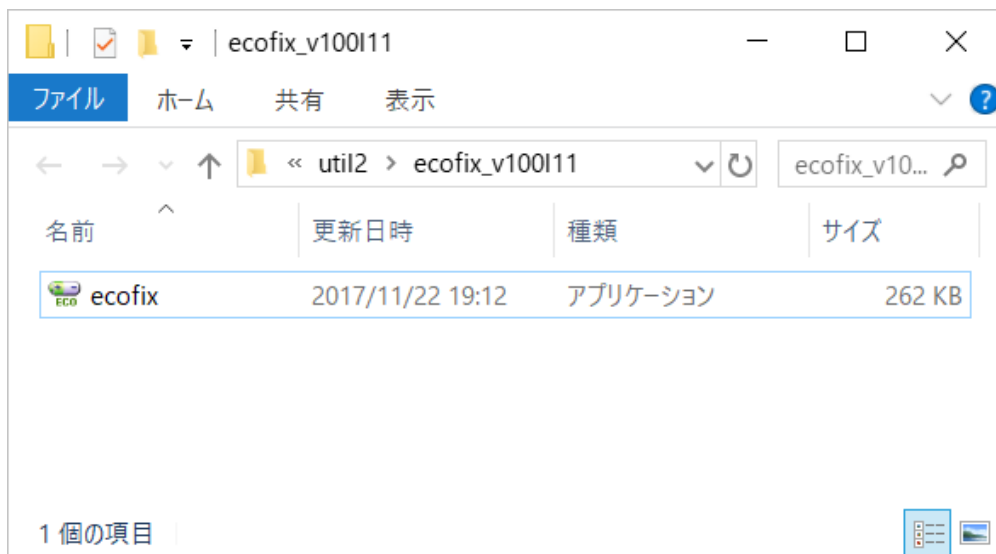 ecofix_v100l11
ファイル ホーム 共有 表示 ?
« util2 > ecofix_v100l11 ecofix_v10...
名前 更新日時 種類 サイズ
ECO ecofix 2017/11/22 19:12 アプリケーション 262 KB
1 個の項目